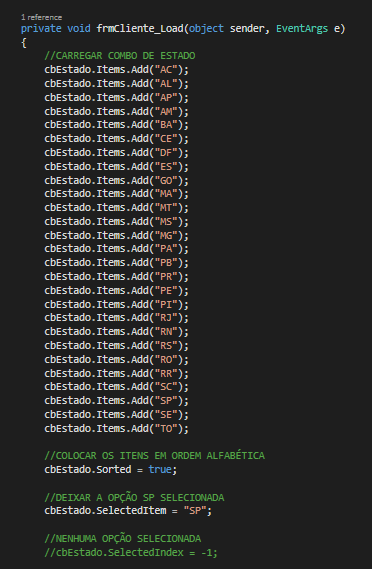 1 reference
private void frmCliente_Load(object sender, EventArgs e)
{
//CARREGAR COMBO DE ESTADO
cbEstado.Items.Add("AC");
cbEstado.Items.Add("AL");
cbEstado.Items.Add("AP");
cbEstado.Items.Add("AM");
cbEstado.Items.Add("BA");
cbEstado.Items.Add("CE");
cbEstado.Items.Add("DF");
cbEstado.Items.Add("ES");
cbEstado.Items.Add("GO");
cbEstado.Items.Add("MA");
cbEstado.Items.Add("MT");
cbEstado.Items.Add("MS");
cbEstado.Items.Add("MG");
cbEstado.Items.Add("PA");
cbEstado.Items.Add("PB");
cbEstado.Items.Add("PR");
cbEstado.Items.Add("PE");
cbEstado.Items.Add("PI");
cbEstado.Items.Add("RJ");
cbEstado.Items.Add("RN");
cbEstado.Items.Add("RS");
cbEstado.Items.Add("RO");
cbEstado.Items.Add("RR");
cbEstado.Items.Add("SC");
cbEstado.Items.Add("SP");
cbEstado.Items.Add("SE");
cbEstado.Items.Add("TO");
//COLOCAR OS ITENS EM ORDEM ALFABÉTICA
cbEstado.Sorted = true;
//DEIXAR A OPÇÃO SP SELECIONADA
cbEstado.SelectedItem = "SP";
//NENHUMA OPÇÃO SELECIONADA
//cbEstado.SelectedIndex = -1;